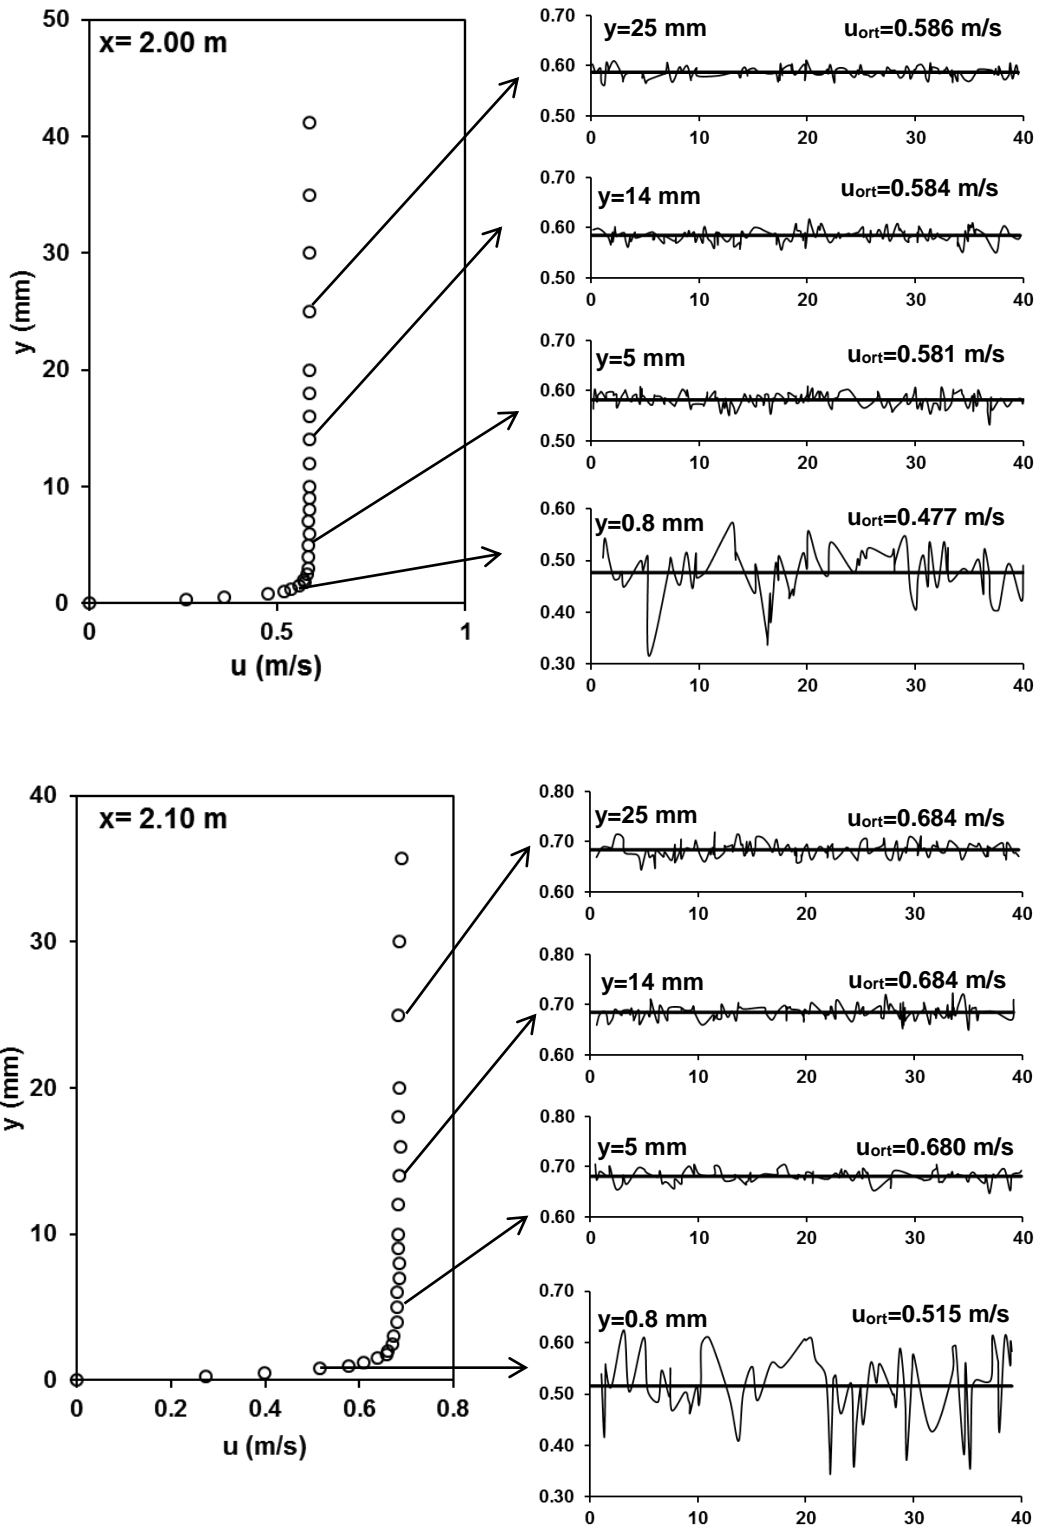 x= 2.00 m
50
40
30
20
10
0
y (mm)
0 0.5 1
u (m/s)
y=25 mm uort=0.586 m/s
0.70
0.60
0.50
0 10 20 30 40
y=14 mm uort=0.584 m/s
0.70
0.60
0.50
0 10 20 30 40
y=5 mm uort=0.581 m/s
0.70
0.60
0.50
0 10 20 30 40
y=0.8 mm uort=0.477 m/s
0.60
0.50
0.40
0.30
0 10 20 30 40
x= 2.10 m
40
30
20
10
0
y (mm)
0 0.2 0.4 0.6 0.8
u (m/s)
y=25 mm uort=0.684 m/s
0.80
0.70
0.60
0 10 20 30 40
y=14 mm uort=0.684 m/s
0.80
0.70
0.60
0 10 20 30 40
y=5 mm uort=0.680 m/s
0.80
0.70
0.60
0 10 20 30 40
y=0.8 mm uort=0.515 m/s
0.70
0.60
0.50
0.40
0.30
0 10 20 30 40